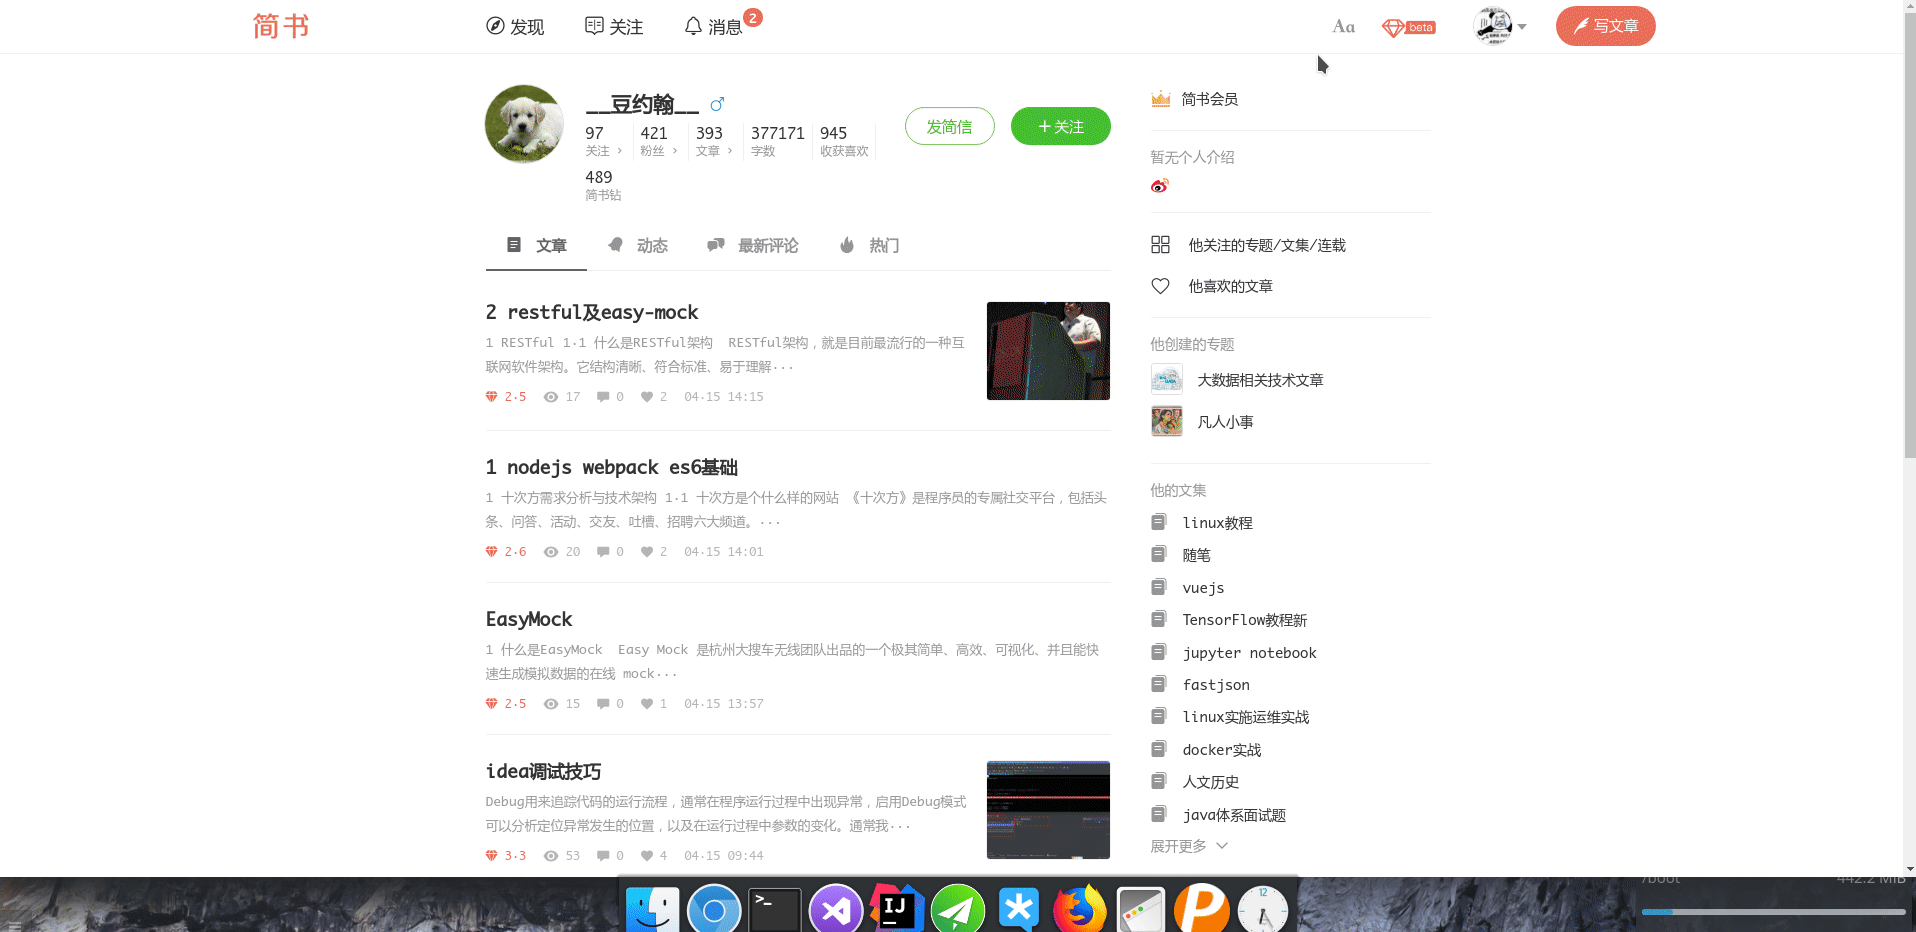 简书
发现
关注
消息
2
Aa
beta
写文章
__豆约翰__
97
关注
421
粉丝
393
文章
377171
字数
945
收获喜欢
489
简书钻
发简信
+关注
文章
动态
最新评论
热门
2 restful及easy-mock
1 RESTful 1.1 什么是RESTful架构 RESTful架构，就是目前最流行的一种互
联网软件架构。它结构清晰、符合标准、易于理解...
2.5 17 0 2 04.15 14:15
1 nodejs webpack es6基础
1 十次方需求分析与技术架构 1.1 十次方是个什么样的网站 《十次方》是程序员的专属社交平台，包括头
条、问答、活动、交友、吐槽、招聘六大频道。...
2.6 20 0 2 04.15 14:01
EasyMock
1 什么是EasyMock Easy Mock 是杭州大搜车无线团队出品的一个极其简单、高效、可视化、并且能快
速生成模拟数据的在线 mock...
2.5 15 0 1 04.15 13:57
idea调试技巧
Debug用来追踪代码的运行流程，通常在程序运行过程中出现异常，启用Debug模式
可以分析定位异常发生的位置，以及在运行过程中参数的变化。通常我...
3.3 53 0 4 04.15 09:44
简书会员
暂无个人介绍
他关注的专题/文集/连载
他喜欢的文章
他创建的专题
大数据相关技术文章
凡人小事
他的文集
linux教程
随笔
vuejs
TensorFlow教程新
jupyter notebook
fastjson
linux实施运维实战
docker实战
人文历史
java体系面试题
展开更多
/boot
442.2 MiB
>_
IJ
P
12